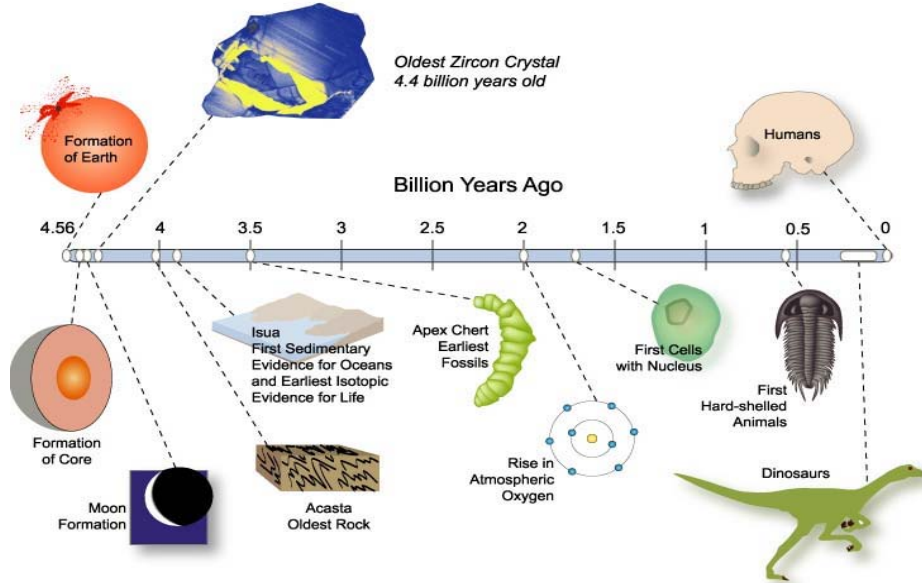 Oldest Zircon Crystal
4.4 billion years old
Formation
of Earth
Humans
Billion Years Ago
4.56 4 3.5 3 2.5 2 1.5 1 0.5 0
Isua
First Sedimentary
Evidence for Oceans
and Earliest Isotopic
Evidence for Life
Apex Chert
Earliest
Fossils
First Cells
with Nucleus
First
Hard-shelled
Animals
Formation
of Core
Moon
Formation
Acasta
Oldest Rock
Rise in
Atmospheric
Oxygen
Dinosaurs